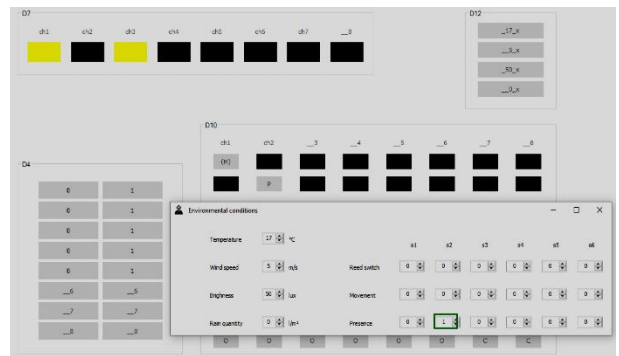 D7
ch1 ch2 ch3 ch4 ch5 ch6 ch7 __8
D12
_17_x
_50_x
__0_x
D10
ch1 ch2 __3 __4 __5 __6 __7 __8
(M)
P
D4
0 1
0 1
0 1
0 1
0 1
__6 __6
__7 __7
__8 __8
Environmental conditions
Temperature 17 °C
s1 s2 s3 s4 s5 s6
Wind speed 5 m/s Reed switch 0 0 0 0 0 0
50 lux Movement 0 0 0 0 0 0
Rain quantity 0 l/m² Presence 0 1 0 0 0 0
O O O O O O C C